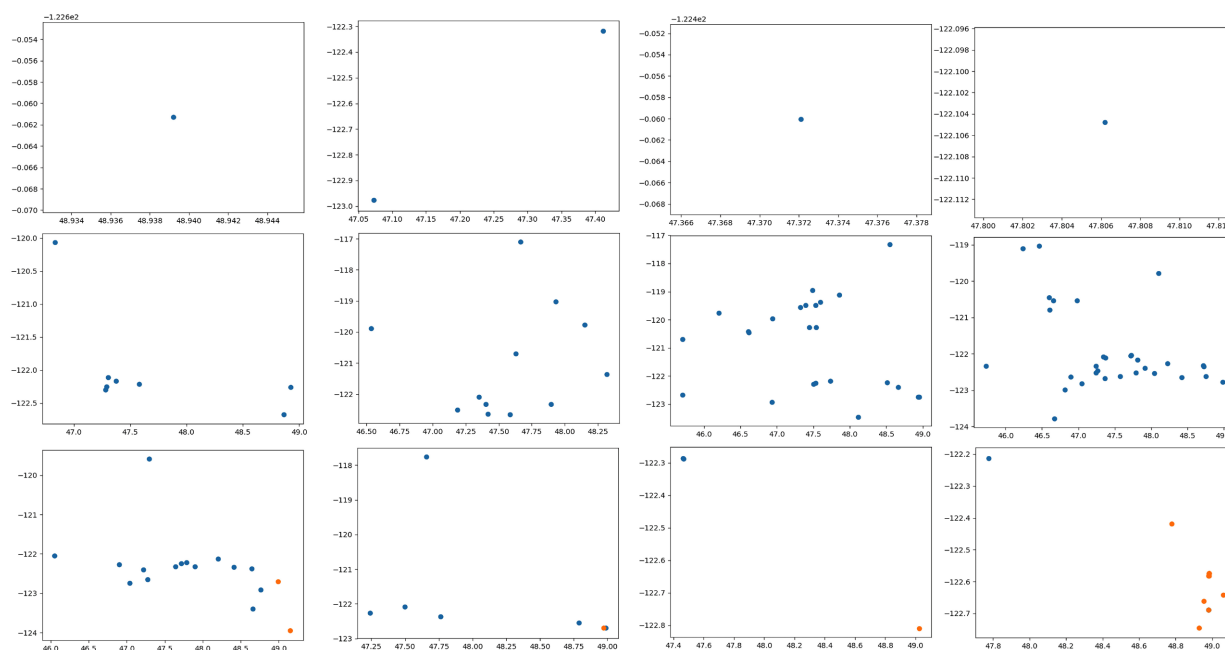 −1.226e2 −1.224e2
−0.054 −0.056 −0.058 −0.060 −0.062 −0.064 −0.066 −0.068 −0.070
48.934 48.936 48.938 48.940 48.942 48.944
−122.3 −122.4 −122.5 −122.6 −122.7 −122.8 −122.9 −123.0
47.05 47.10 47.15 47.20 47.25 47.30 47.35 47.40
−0.052 −0.054 −0.056 −0.058 −0.060 −0.062 −0.064 −0.066 −0.068
47.366 47.368 47.370 47.372 47.374 47.376 47.378
−122.096 −122.098 −122.100 −122.102 −122.104 −122.106 −122.108 −122.110 −122.112
47.800 47.802 47.804 47.806 47.808 47.810
−120.0 −120.5 −121.0 −121.5 −122.0 −122.5
47.0 47.5 48.0 48.5 49.0
−117 −118 −119 −120 −121 −122
46.50 46.75 47.00 47.25 47.50 47.75 48.00 48.25
−117 −118 −119 −120 −121 −122 −123
46.0 46.5 47.0 47.5 48.0 48.5 49.0
−119 −120 −121 −122 −123 −124
46.0 46.5 47.0 47.5 48.0 48.5 49.0
−120 −121 −122 −123 −124
46.0 46.5 47.0 47.5 48.0 48.5 49.0
−118 −119 −120 −121 −122 −123
47.25 47.50 47.75 48.00 48.25 48.50 48.75 49.00
−122.3 −122.4 −122.5 −122.6 −122.7 −122.8
47.4 47.6 47.8 48.0 48.2 48.4 48.6 48.8 49.0
−122.2 −122.3 −122.4 −122.5 −122.6 −122.7
47.8 48.0 48.2 48.4 48.6 48.8 49.0